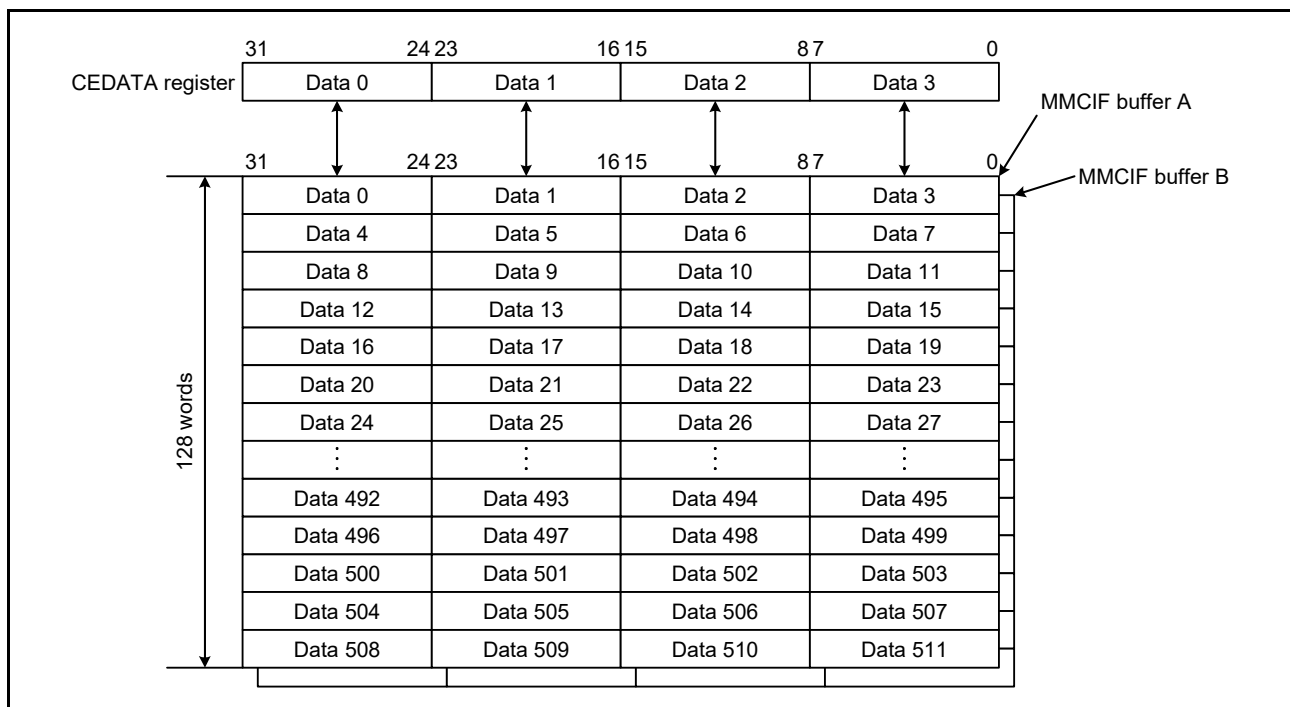 31 24 23 16 15 8 7 0
CEDATA register Data 0 Data 1 Data 2 Data 3
MMCIF buffer A
31 24 23 16 15 8 7 0
MMCIF buffer B
Data 0 Data 1 Data 2 Data 3
Data 4 Data 5 Data 6 Data 7
Data 8 Data 9 Data 10 Data 11
Data 12 Data 13 Data 14 Data 15
Data 16 Data 17 Data 18 Data 19
Data 20 Data 21 Data 22 Data 23
Data 24 Data 25 Data 26 Data 27
128 words
Data 492 Data 493 Data 494 Data 495
Data 496 Data 497 Data 498 Data 499
Data 500 Data 501 Data 502 Data 503
Data 504 Data 505 Data 506 Data 507
Data 508 Data 509 Data 510 Data 511